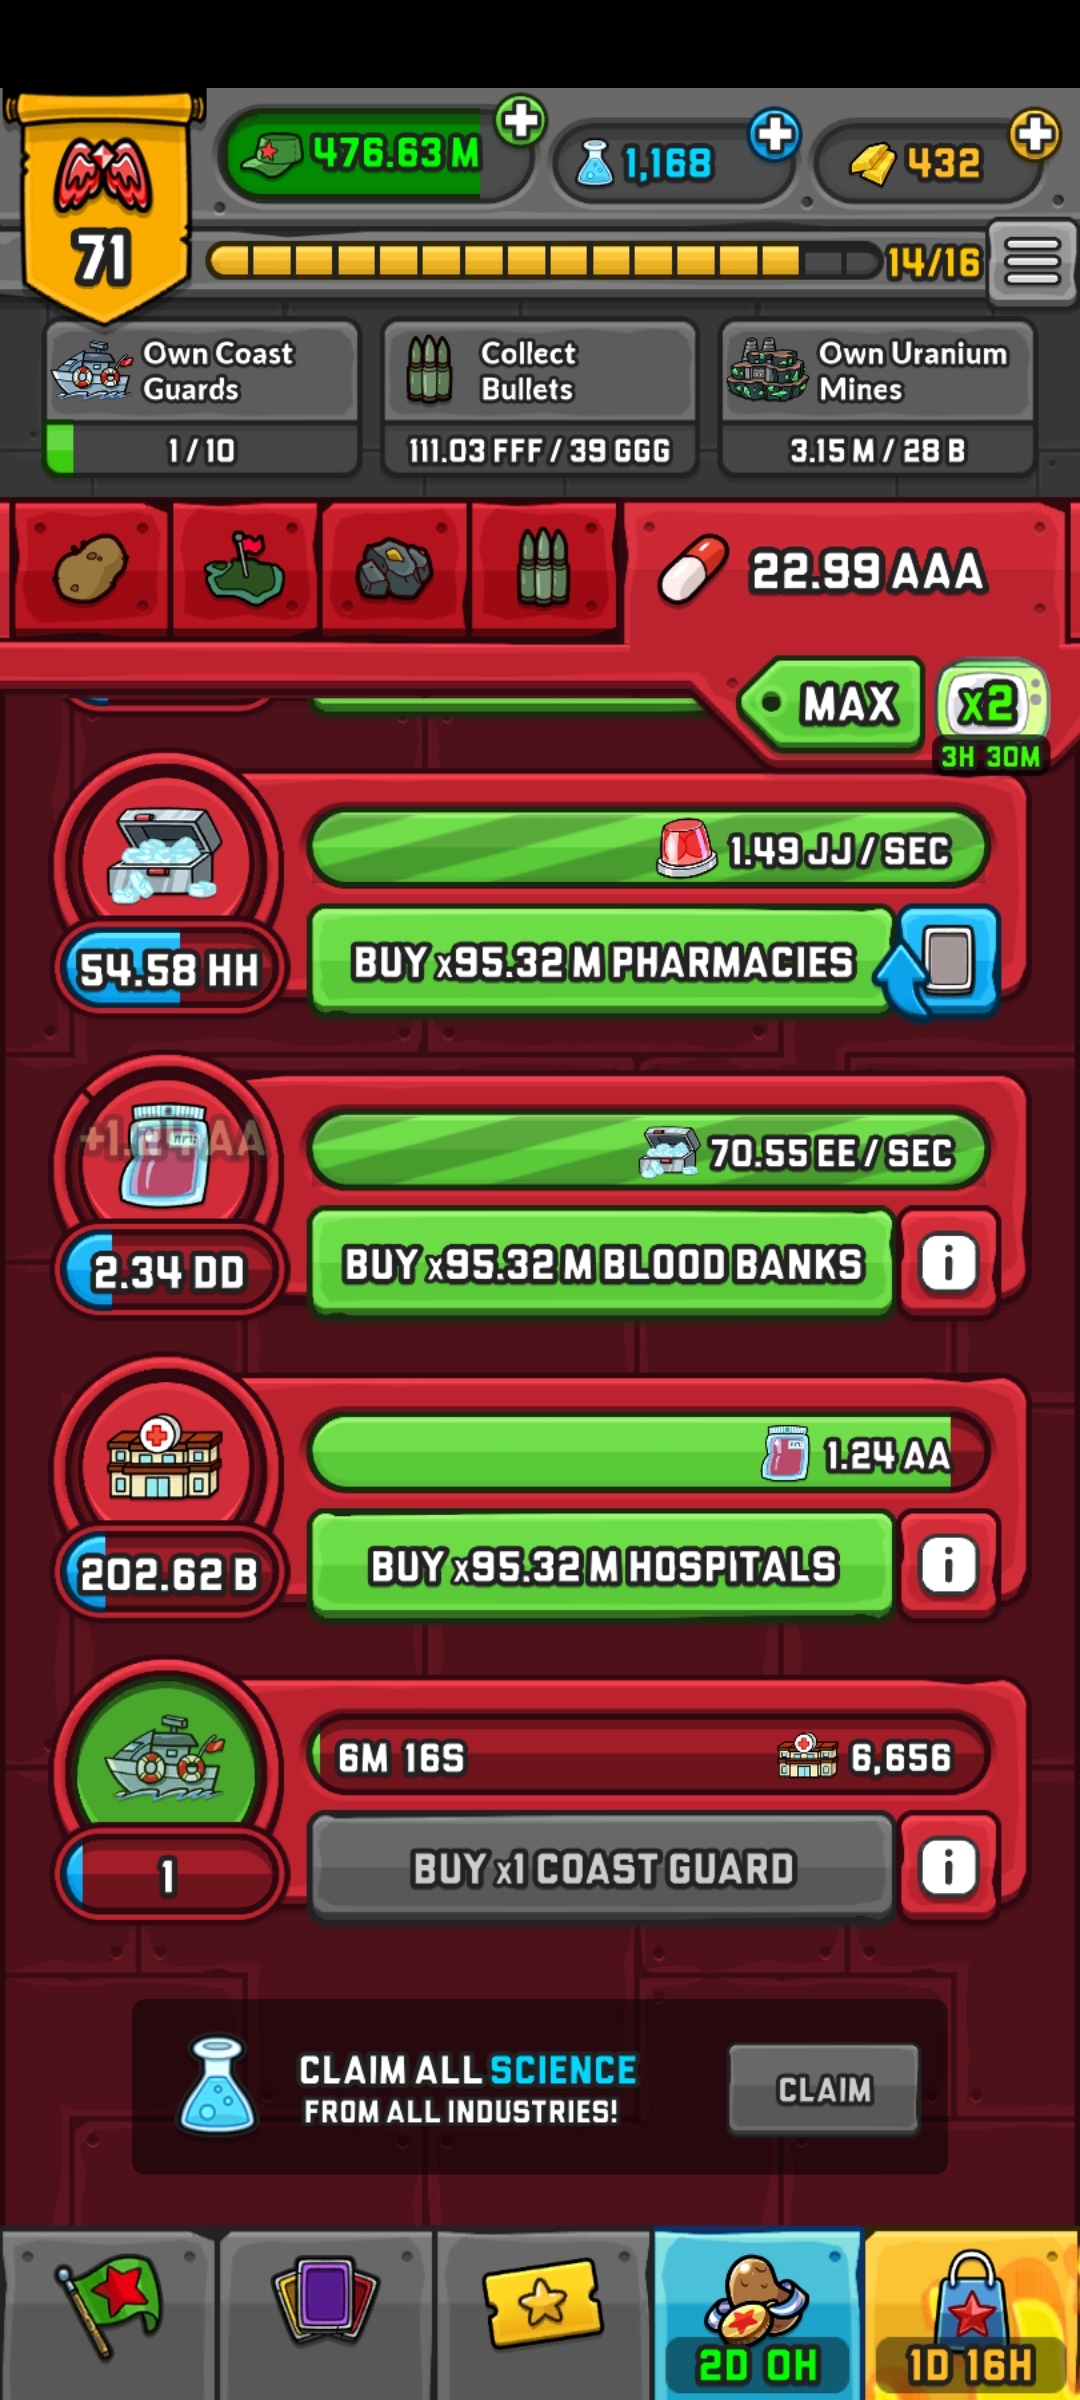 476.63 M
1,168
432
71
14/16
Own Coast
Guards
1 / 10
Collect
Bullets
111.03 FFF / 39 GGG
Own Uranium
Mines
3.15 M / 28 B
22.99 AAA
MAX
x2
3H 30M
1.49 JJ / SEC
54.58 HH
BUY x95.32 M PHARMACIES
+1.24 AA
70.55 EE / SEC
2.34 DD
BUY x95.32 M BLOOD BANKS
1.24 AA
202.62 B
BUY x95.32 M HOSPITALS
6M 16S
6,656
1
BUY x1 COAST GUARD
CLAIM ALL SCIENCE
FROM ALL INDUSTRIES!
CLAIM
2D 0H
1D 16H